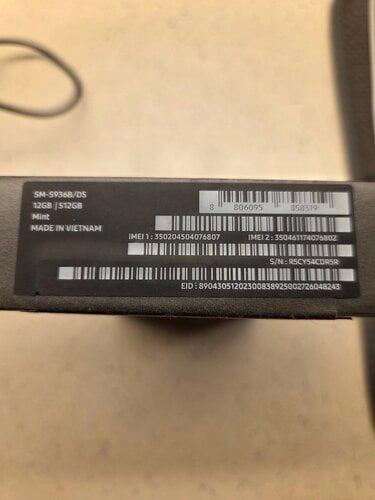 SM-S936B/DS
12GB | 512GB
Mint
MADE IN VIETNAM
8 806095 858319
IMEI 1 : 350204504076807 IMEI 2 : 350461174076802
S/N : R5CY54CDR5R
EID : 89043051202300838925002726048243